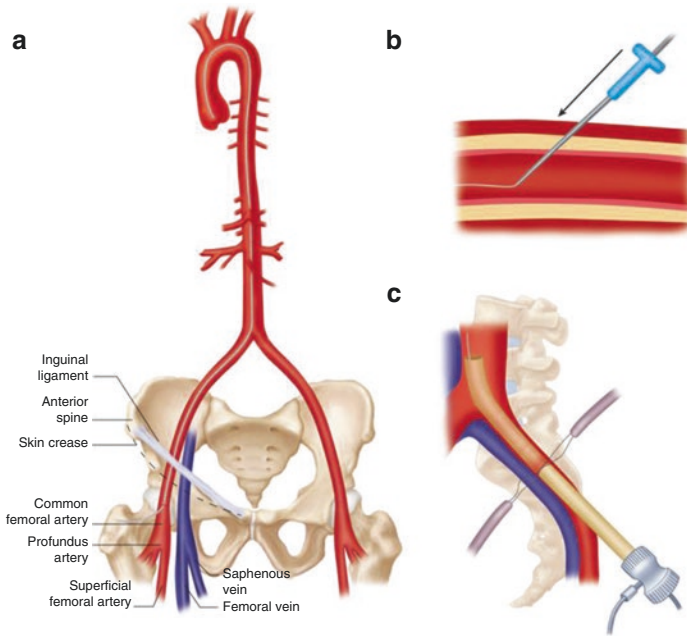 a
b
c
Inguinal
ligament
Anterior
spine
Skin crease
Common
femoral artery
Profundus
artery
Superficial
femoral artery
Saphenous
vein
Femoral vein